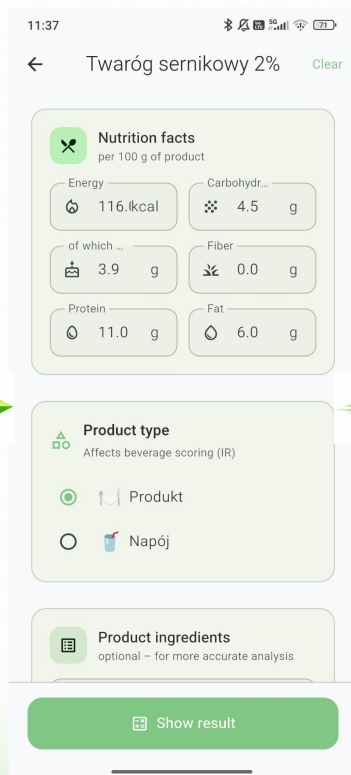 11:37
5G
71
Twaróg sernikowy 2%
Clear
Nutrition facts
per 100 g of product
Energy
Carbohydr...
116.kcal
4.5 g
of which ...
Fiber
3.9 g
0.0 g
Protein
Fat
11.0 g
6.0 g
Product type
Affects beverage scoring (IR)
Produkt
Napój
Product ingredients
optional – for more accurate analysis
Show result